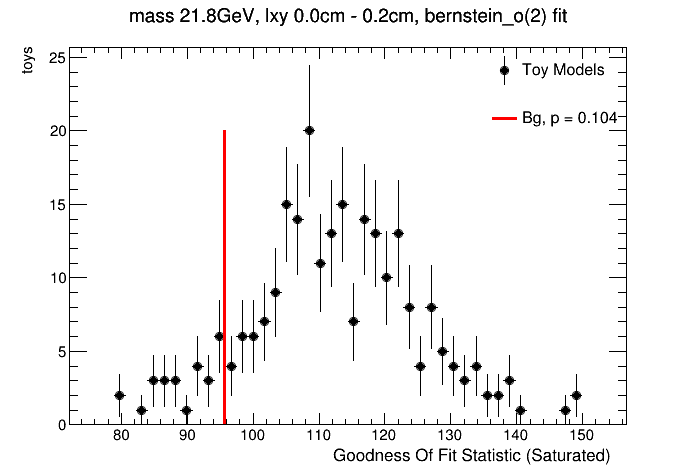 mass 21.8GeV, lxy 0.0cm - 0.2cm, bernstein_o(2) fit
toys
25
20
15
10
5
0
Toy Models
Bg, p = 0.104
80 90 100 110 120 130 140 150
Goodness Of Fit Statistic (Saturated)